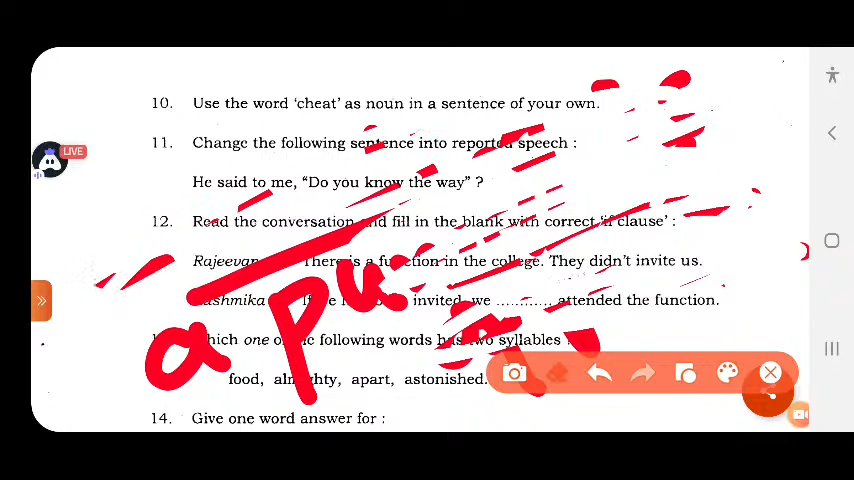 10. Use the word 'cheat' as noun in a sentence of your own.
11. Change the following sentence into reported speech :
LIVE
He said to me, "Do you know the way" ?
12. Read the conversation and fill in the blank with correct 'if clause' :
Rajeevan There is a function in the college. They didn't invite us.
invited, we ............ attended the function.
one following words has two syllables
food, almighty, apart, astonished.
a pa
14. Give one word answer for :